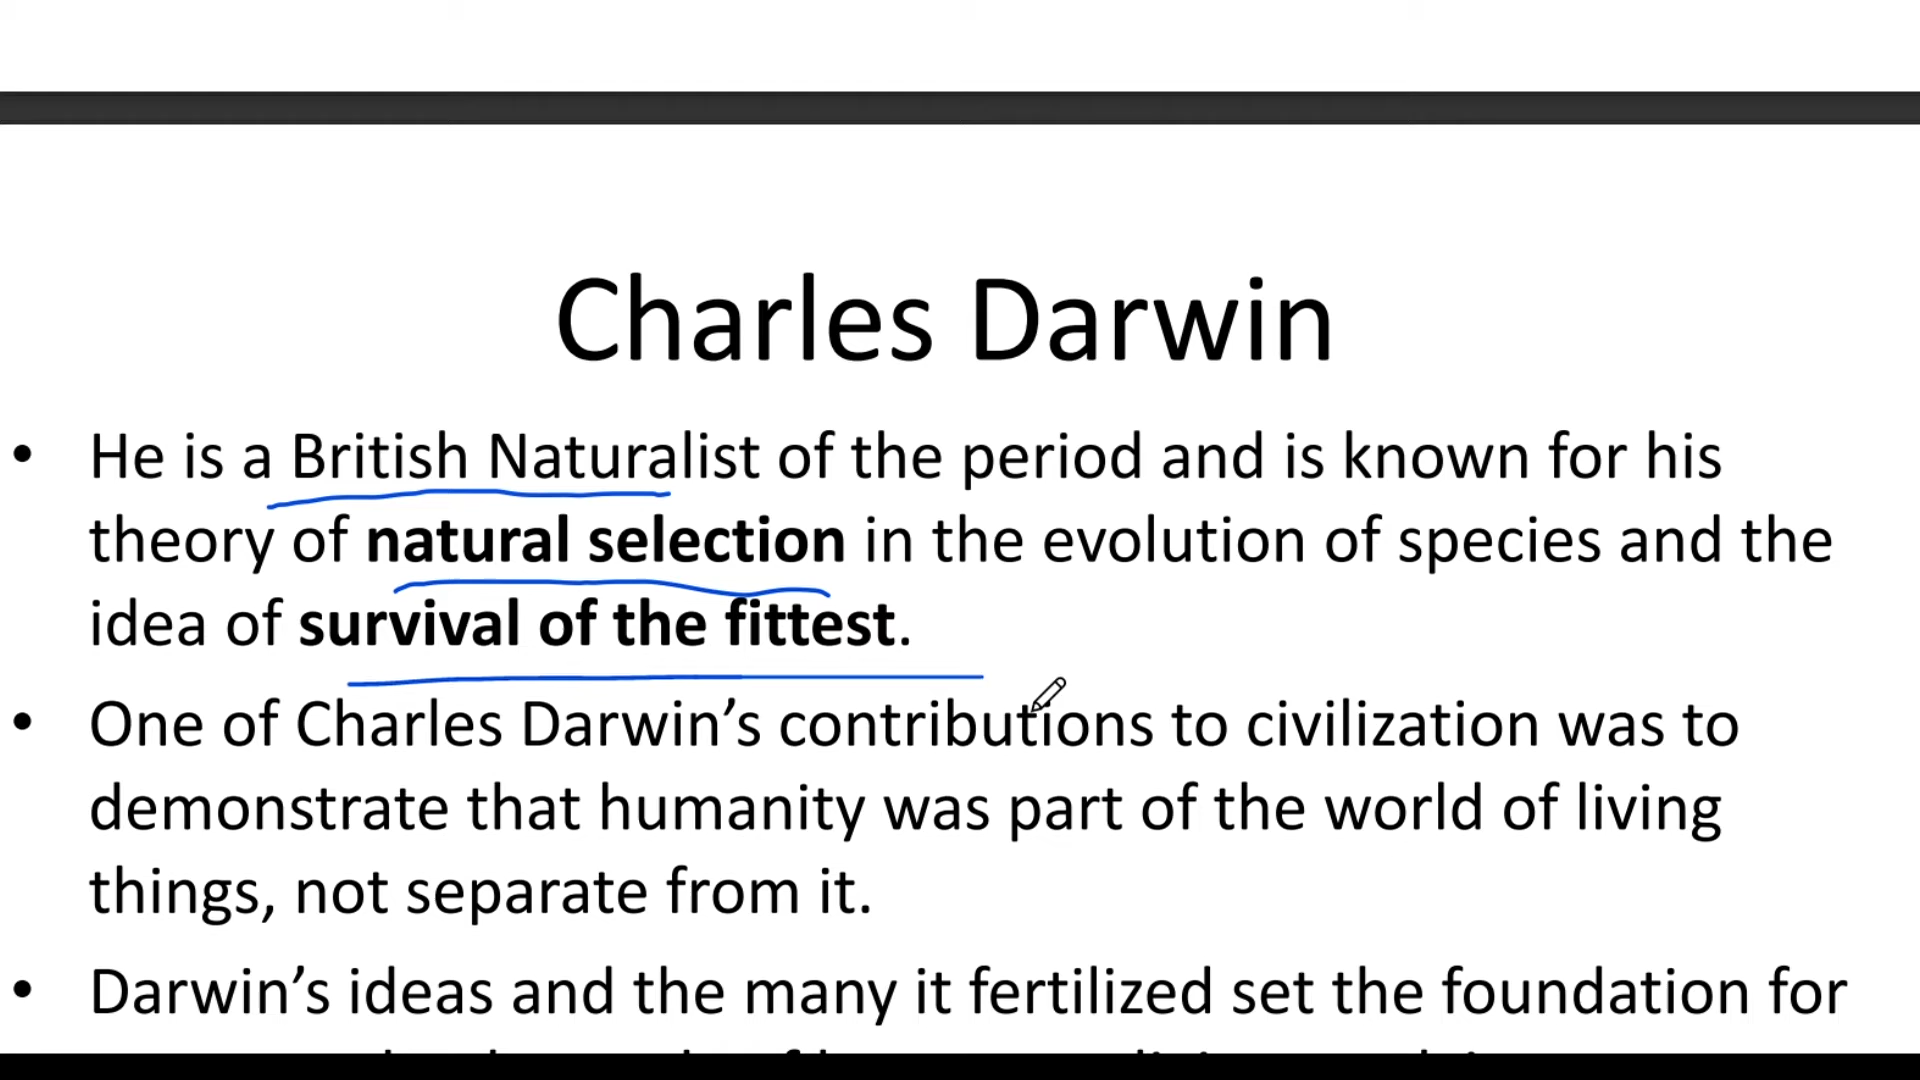 Charles Darwin
• He is a British Naturalist of the period and is known for his
theory of natural selection in the evolution of species and the
idea of survival of the fittest.
• One of Charles Darwin’s contributions to civilization was to
demonstrate that humanity was part of the world of living
things, not separate from it.
• Darwin’s ideas and the many it fertilized set the foundation for